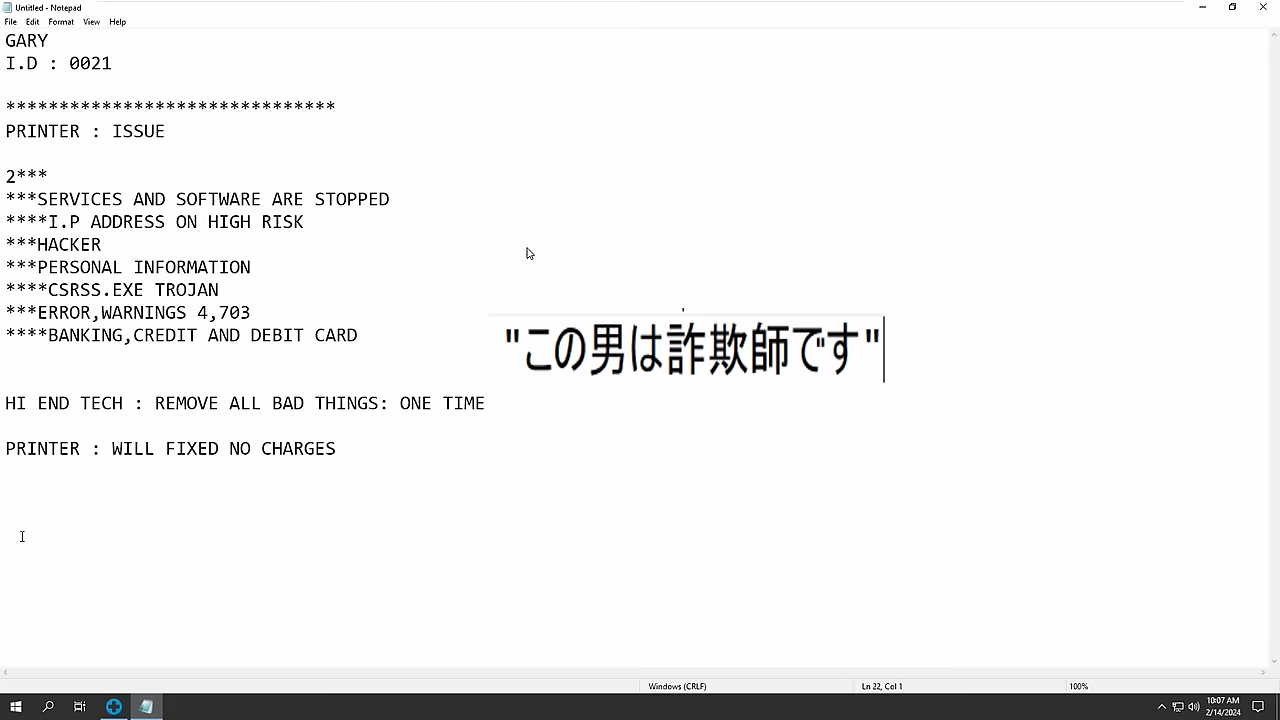 Untitled - Notepad
File Edit Format View Help
GARY
I.D : 0021
*******************************
PRINTER : ISSUE
2***
***SERVICES AND SOFTWARE ARE STOPPED
****I.P ADDRESS ON HIGH RISK
***HACKER
***PERSONAL INFORMATION
****CSRSS.EXE TROJAN
***ERROR,WARNINGS 4,703
****BANKING,CREDIT AND DEBIT CARD
"この男は詐欺師です"
HI END TECH : REMOVE ALL BAD THINGS: ONE TIME
PRINTER : WILL FIXED NO CHARGES
Windows (CRLF) Ln 22, Col 1 100%
10:07 AM
2/14/2024